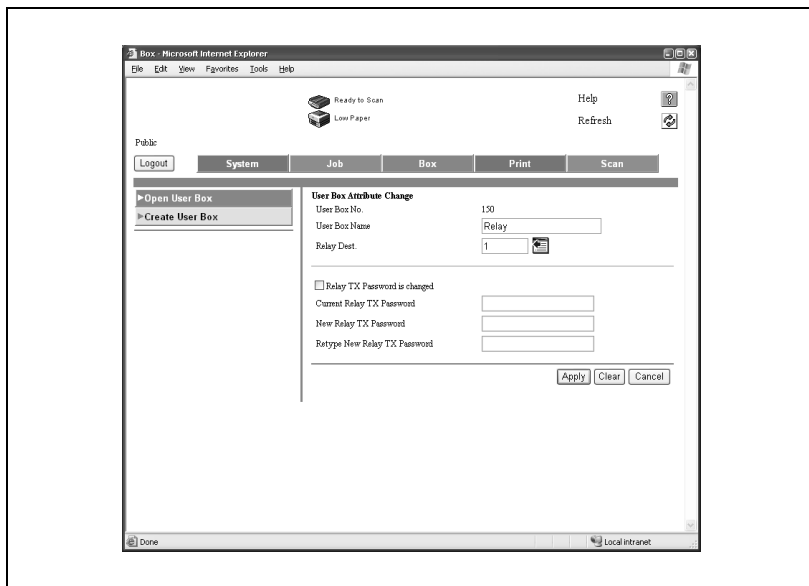 Box - Microsoft Internet Explorer
File Edit View Favorites Tools Help
Ready to Scan
Help
Low Paper
Refresh
Public
Logout System Job Box Print Scan
Open User Box
Create User Box
User Box Attribute Change
User Box No. 150
User Box Name Relay
Relay Dest. 1
Relay TX Password is changed
Current Relay TX Password
New Relay TX Password
Retype New Relay TX Password
Apply Clear Cancel
Done Local intranet